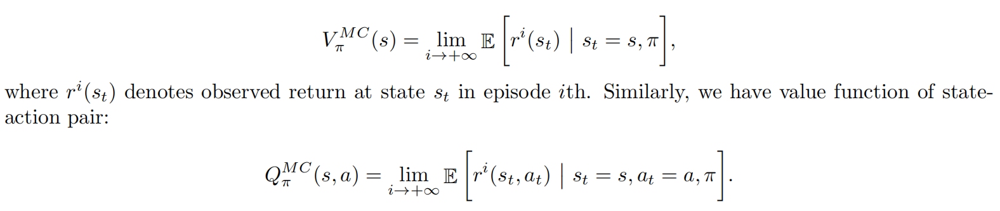 $V_{\pi}^{MC}(s) = \lim_{i \to +\infty} \mathbb{E}\left[ r^i(s_t) \mid s_t = s, \pi \right],$
where $r^i(s_t)$ denotes observed return at state $s_t$ in episode $i$th. Similarly, we have value function of state-
action pair:
$Q_{\pi}^{MC}(s, a) = \lim_{i \to +\infty} \mathbb{E}\left[ r^i(s_t, a_t) \mid s_t = s, a_t = a, \pi \right].$